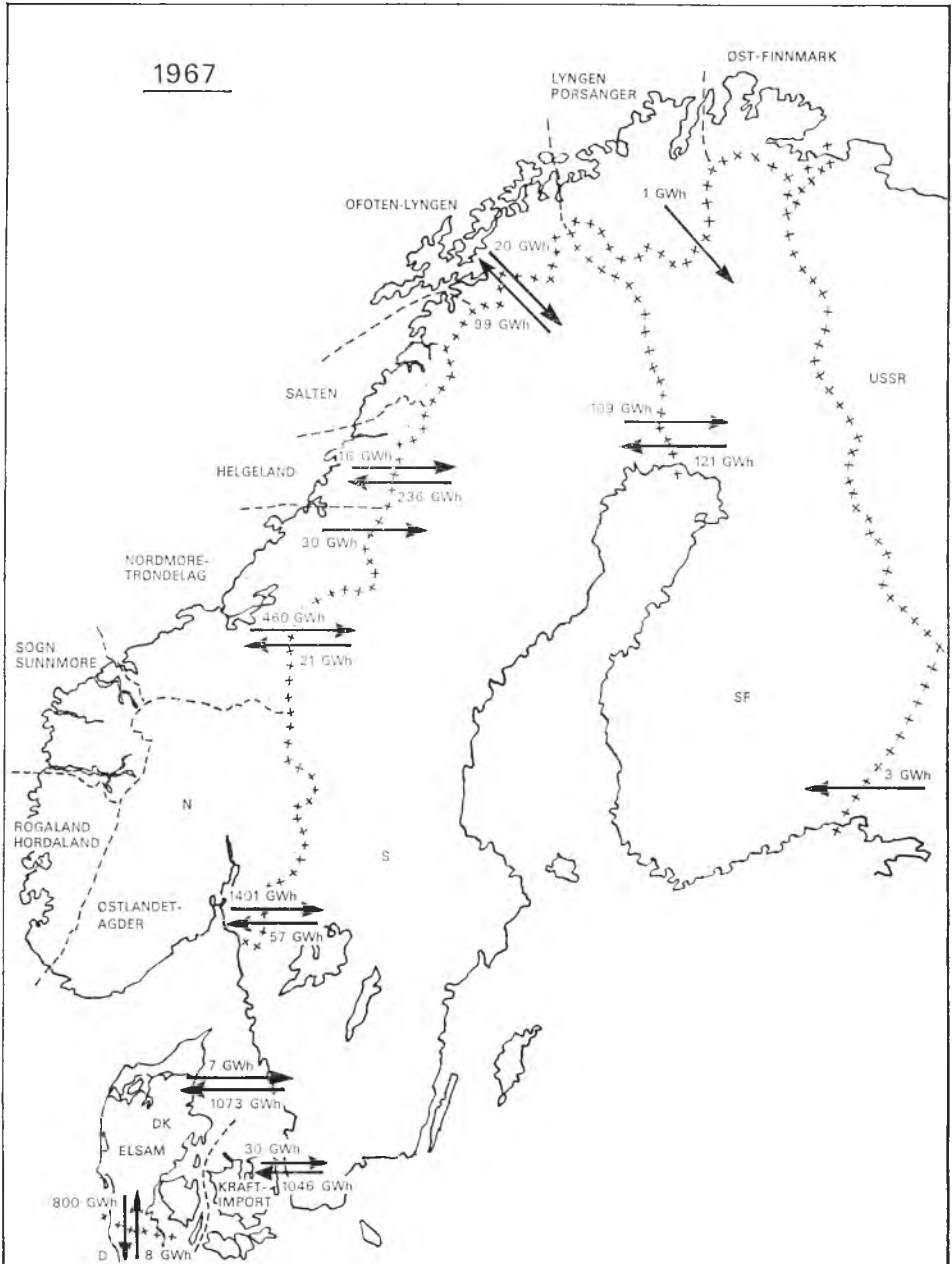 1967
ØST-FINNMARK
LYNGEN
PORSANGER
1 GWh
OFOTEN-LYNGEN
20 GWh
99 GWh
SALTEN
USSR
109 GWh
121 GWh
16 GWh
HELGELAND
236 GWh
30 GWh
NORDMØRE-
TRØNDELAG
460 GWh
21 GWh
SOGN
SUNNMØRE
SF
3 GWh
N
ROGALAND
HORDALAND
S
1401 GWh
ØSTLANDET-
AGDER
57 GWh
7 GWh
1073 GWh
DK
ELSAM
30 GWh
1046 GWh
KRAFT-
IMPORT
800 GWh
D
8 GWh